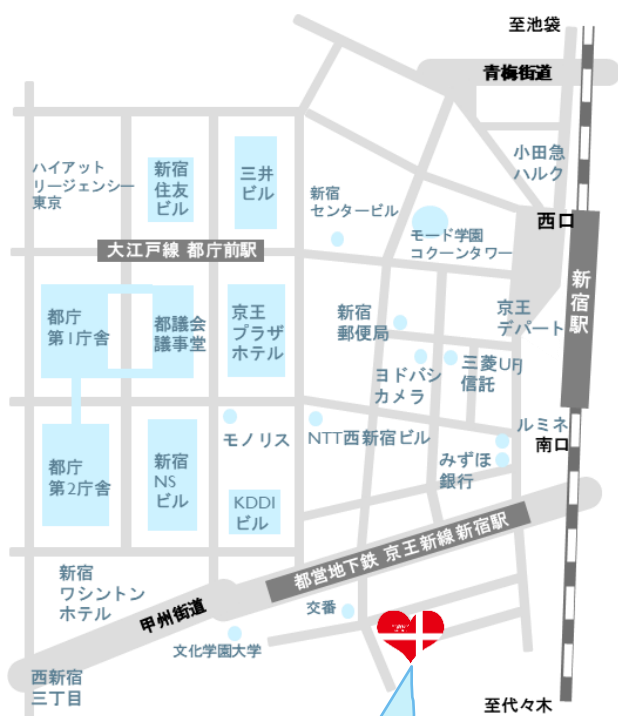 至池袋
青梅街道
小田急
ハルク
ハイアット
リージェンシー
東京
新宿
住友
ビル
三井
ビル
新宿
センタービル
モード学園
コクーンタワー
西口
大江戸線 都庁前駅
新宿駅
都庁
第1庁舎
都議会
議事堂
京王
プラザ
ホテル
新宿
郵便局
京王
デパート
ヨドバシ
カメラ
三菱UFJ
信託
ルミネ
南口
モノリス
NTT西新宿ビル
みずほ
銀行
都庁
第2庁舎
新宿
NS
ビル
KDDI
ビル
都営地下鉄 京王新線 新宿駅
新宿
ワシントン
ホテル
甲州街道
交番
文化学園大学
西新宿
三丁目
至代々木